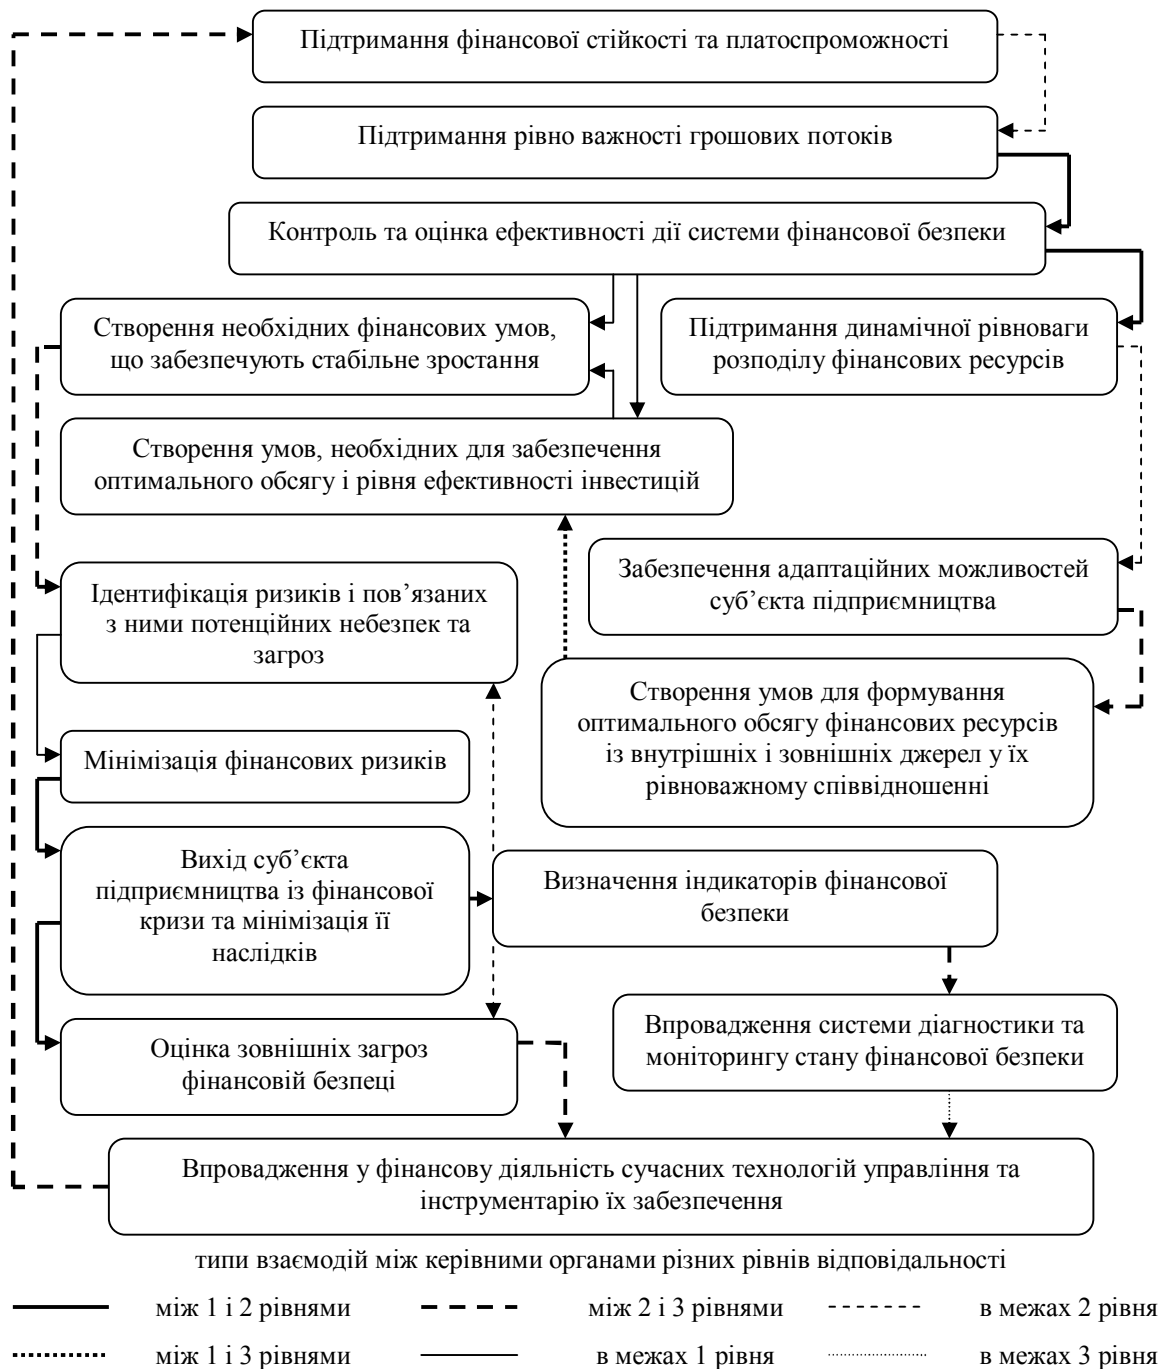 Підтримання фінансової стійкості та платоспроможності
Підтримання рівно важності грошових потоків
Контроль та оцінка ефективності дії системи фінансової безпеки
Створення необхідних фінансових умов,
що забезпечують стабільне зростання
Підтримання динамічної рівноваги
розподілу фінансових ресурсів
Створення умов, необхідних для забезпечення
оптимального обсягу і рівня ефективності інвестицій
Забезпечення адаптаційних можливостей
суб’єкта підприємництва
Ідентифікація ризиків і пов’язаних
з ними потенційних небезпек та
загроз
Створення умов для формування
оптимального обсягу фінансових ресурсів
із внутрішніх і зовнішніх джерел у їх
рівноважному співвідношенні
Мінімізація фінансових ризиків
Вихід суб’єкта
підприємництва із фінансової
кризи та мінімізація її
наслідків
Визначення індикаторів фінансової
безпеки
Впровадження системи діагностики та
моніторингу стану фінансової безпеки
Оцінка зовнішніх загроз
фінансовій безпеці
Впровадження у фінансову діяльність сучасних технологій управління та
інструментарію їх забезпечення
типи взаємодій між керівними органами різних рівнів відповідальності
між 1 і 2 рівнями
між 2 і 3 рівнями
в межах 2 рівня
між 1 і 3 рівнями
в межах 1 рівня
в межах 3 рівня